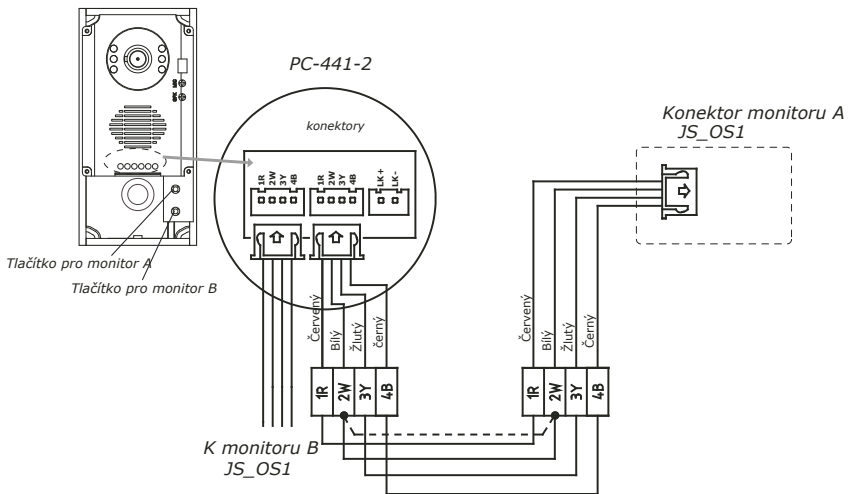 PC-441-2
konektory
1R 2W 3Y 4B
1R 2W 3Y 4B
LK+ LK-
Konektor monitoru A
JS_OS1
Tlačítko pro monitor A
Tlačítko pro monitor B
Červený
Bílý
Žlutý
černý
Červený
Bílý
Žlutý
Černý
1R 2W 3Y 4B
1R 2W 3Y 4B
K monitoru B
JS_OS1